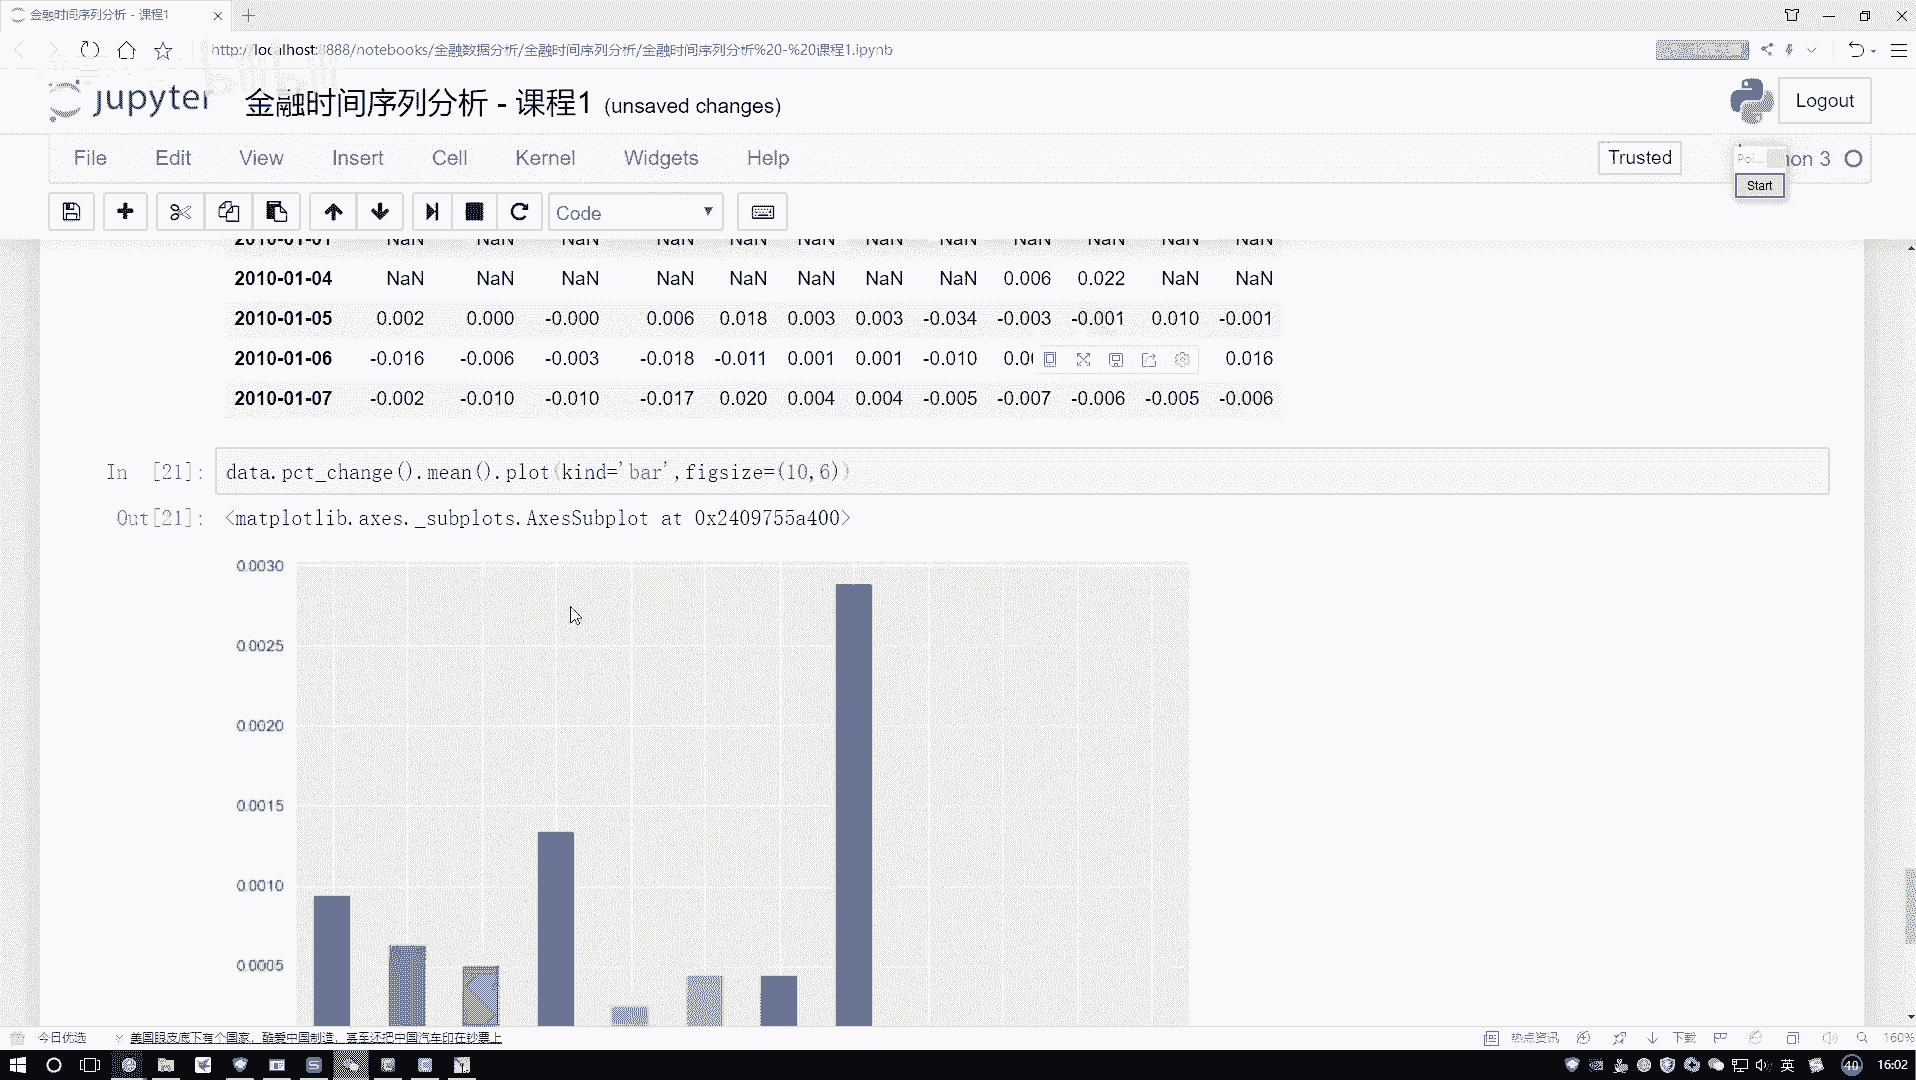 金融时间序列分析 - 课程1
http://localhost:8888/notebooks/金融数据分析/金融时间序列分析/金融时间序列分析%20-%20课程1.ipynb
jupyter 金融时间序列分析 - 课程1 (unsaved changes) Logout
File Edit View Insert Cell Kernel Widgets Help Trusted hon 3
Start
Code
2010-01-01 NaN NaN NaN NaN NaN NaN NaN NaN NaN NaN NaN NaN
2010-01-04 NaN NaN NaN NaN NaN NaN NaN NaN 0.006 0.022 NaN NaN
2010-01-05 0.002 0.000 -0.000 0.006 0.018 0.003 0.003 -0.034 -0.003 -0.001 0.010 -0.001
2010-01-06 -0.016 -0.006 -0.003 -0.018 -0.011 0.001 0.001 -0.010 0.0 0.016
2010-01-07 -0.002 -0.010 -0.010 -0.017 0.020 0.004 0.004 -0.005 -0.007 -0.006 -0.005 -0.006
In [21]: data.pct_change().mean().plot(kind='bar',figsize=(10,6))
Out[21]: <matplotlib.axes._subplots.AxesSubplot at 0x2409755a400>
0.0030
0.0025
0.0020
0.0015
0.0010
0.0005
今日优选 美国眼皮底下有个国家，酷爱中国制造，甚至还把中国汽车印在钞票上 热点资讯 下载 160%
英 40 16:02